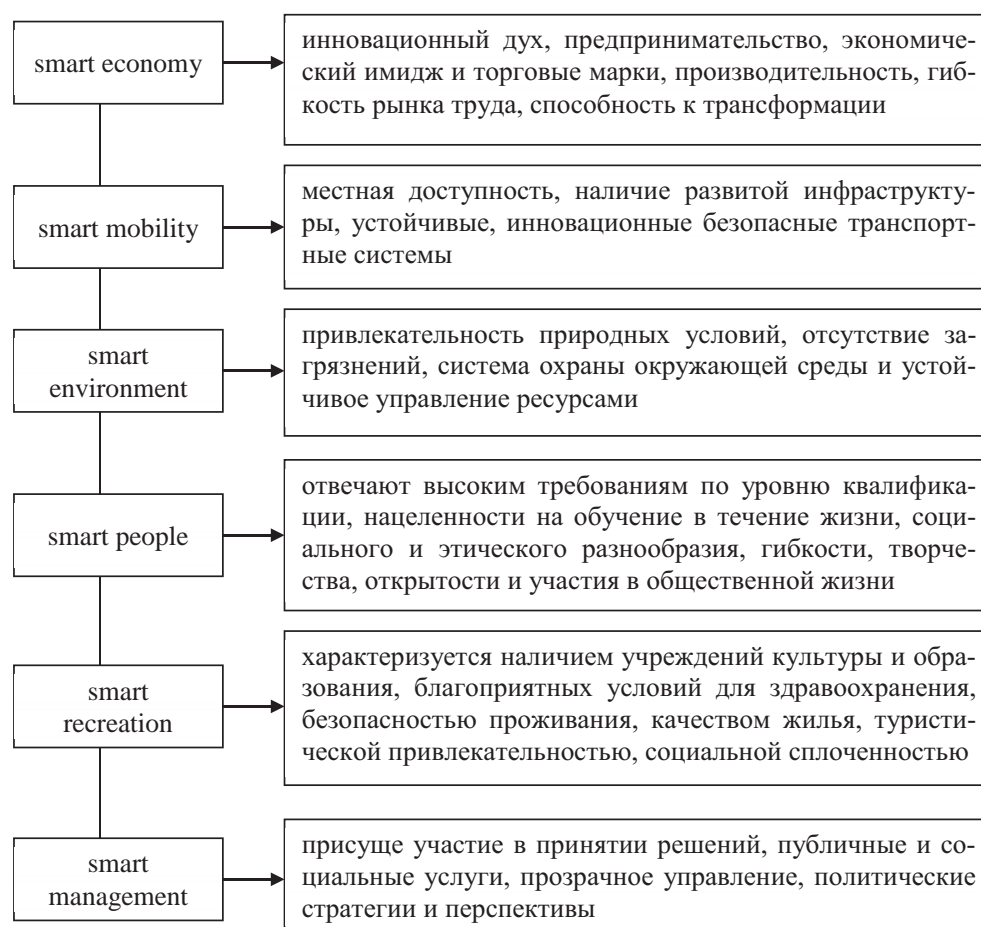 smart economy
инновационный дух, предпринимательство, экономиче-
ский имидж и торговые марки, производительность, гиб-
кость рынка труда, способность к трансформации
smart mobility
местная доступность, наличие развитой инфраструкту-
ры, устойчивые, инновационные безопасные транспорт-
ные системы
smart
environment
привлекательность природных условий, отсутствие за-
грязнений, система охраны окружающей среды и устой-
чивое управление ресурсами
smart people
отвечают высоким требованиям по уровню квалифика-
ции, нацеленности на обучение в течение жизни, соци-
ального и этического разнообразия, гибкости, творче-
ства, открытости и участия в общественной жизни
smart
recreation
характеризуется наличием учреждений культуры и обра-
зования, благоприятных условий для здравоохранения,
безопасностью проживания, качеством жилья, туристи-
ческой привлекательностью, социальной сплоченностью
smart
management
присуще участие в принятии решений, публичные и со-
циальные услуги, прозрачное управление, политические
стратегии и перспективы